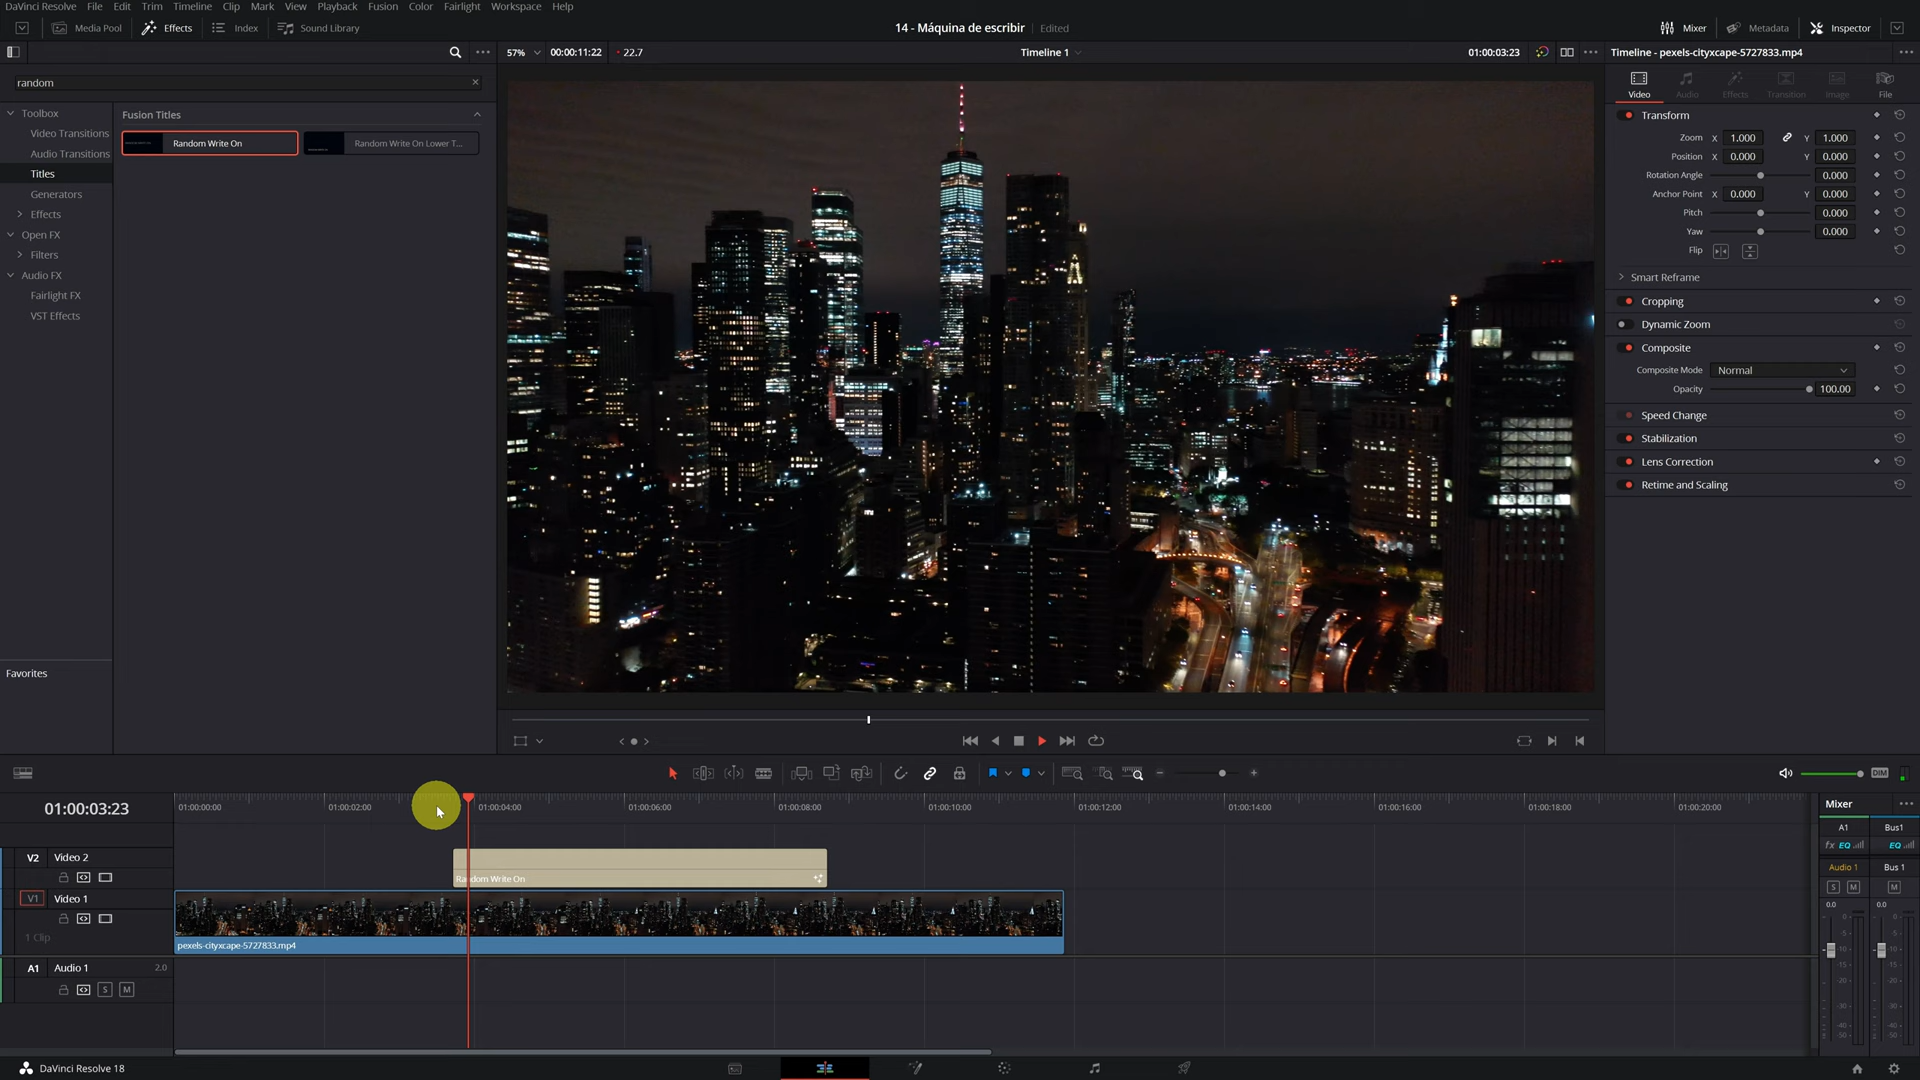 DaVinci Resolve File Edit Trim Timeline Clip Mark View Playback Fusion Color Fairlight Workspace Help
Media Pool Effects Index Sound Library 14 - Máquina de escribir Edited Mixer Metadata Inspector
57% 00:00:11:22 22.7 Timeline 1 01:00:03:23 Timeline - pexels-cityxcape-5727833.mp4
random
Video Audio Effects Transition Image File
Toolbox
Video Transitions
Audio Transitions
Titles
Generators
Effects
Open FX
Filters
Audio FX
Fairlight FX
VST Effects
Favorites
Fusion Titles
Random Write On Random Write On Lower T...
Transform
Zoom X 1.000 Y 1.000
Position X 0.000 Y 0.000
Rotation Angle 0.000
Anchor Point X 0.000 Y 0.000
Pitch 0.000
Yaw 0.000
Flip
Smart Reframe
Cropping
Dynamic Zoom
Composite
Composite Mode Normal
Opacity 100.00
Speed Change
Stabilization
Lens Correction
Retime and Scaling
DIM
01:00:03:23
01:00:00:00 01:00:02:00 01:00:04:00 01:00:06:00 01:00:08:00 01:00:10:00 01:00:12:00 01:00:14:00 01:00:16:00 01:00:18:00 01:00:20:00
V2 Video 2
Random Write On
V1 Video 1
1 Clip
pexels-cityxcape-5727833.mp4
A1 Audio 1 2.0
S M
Mixer
A1 Bus1
fx EQ EQ
Audio 1 Bus 1
S M M
0.0 0.0
DaVinci Resolve 18